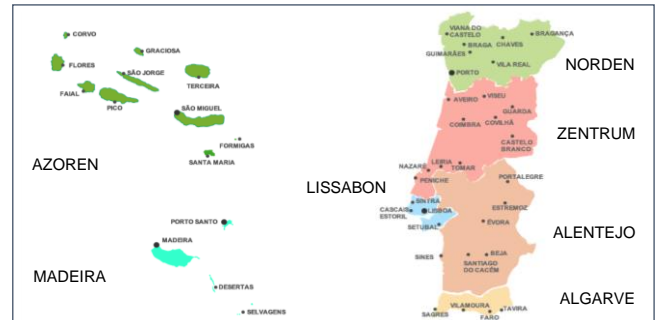 CORVO
GRACIOSA
FLORES
SÃO JORGE
TERCEIRA
FAIAL
PICO
SÃO MIGUEL
FORMIGAS
SANTA MARIA
AZOREN
PORTO SANTO
MADEIRA
MADEIRA
DESERTAS
SELVAGENS
VIANA DO
CASTELO
BRAGANÇA
BRAGA
CHAVES
GUIMARÃES
VILA REAL
NORDEN
PORTO
AVEIRO
VISEU
GUARDA
COIMBRA
COVILHÃ
ZENTRUM
CASTELO
BRANCO
NAZARÉ
LEIRIA
TOMAR
PENICHE
PORTALEGRE
LISSABON
SINTRA
CASCAIS
ESTORIL
LISBOA
ESTREMOZ
SETÚBAL
ÉVORA
ALENTEJO
SINES
SANTIAGO
DO CACÉM
BEJA
ALGARVE
SAGRES
VILAMOURA
FARO
TAVIRA